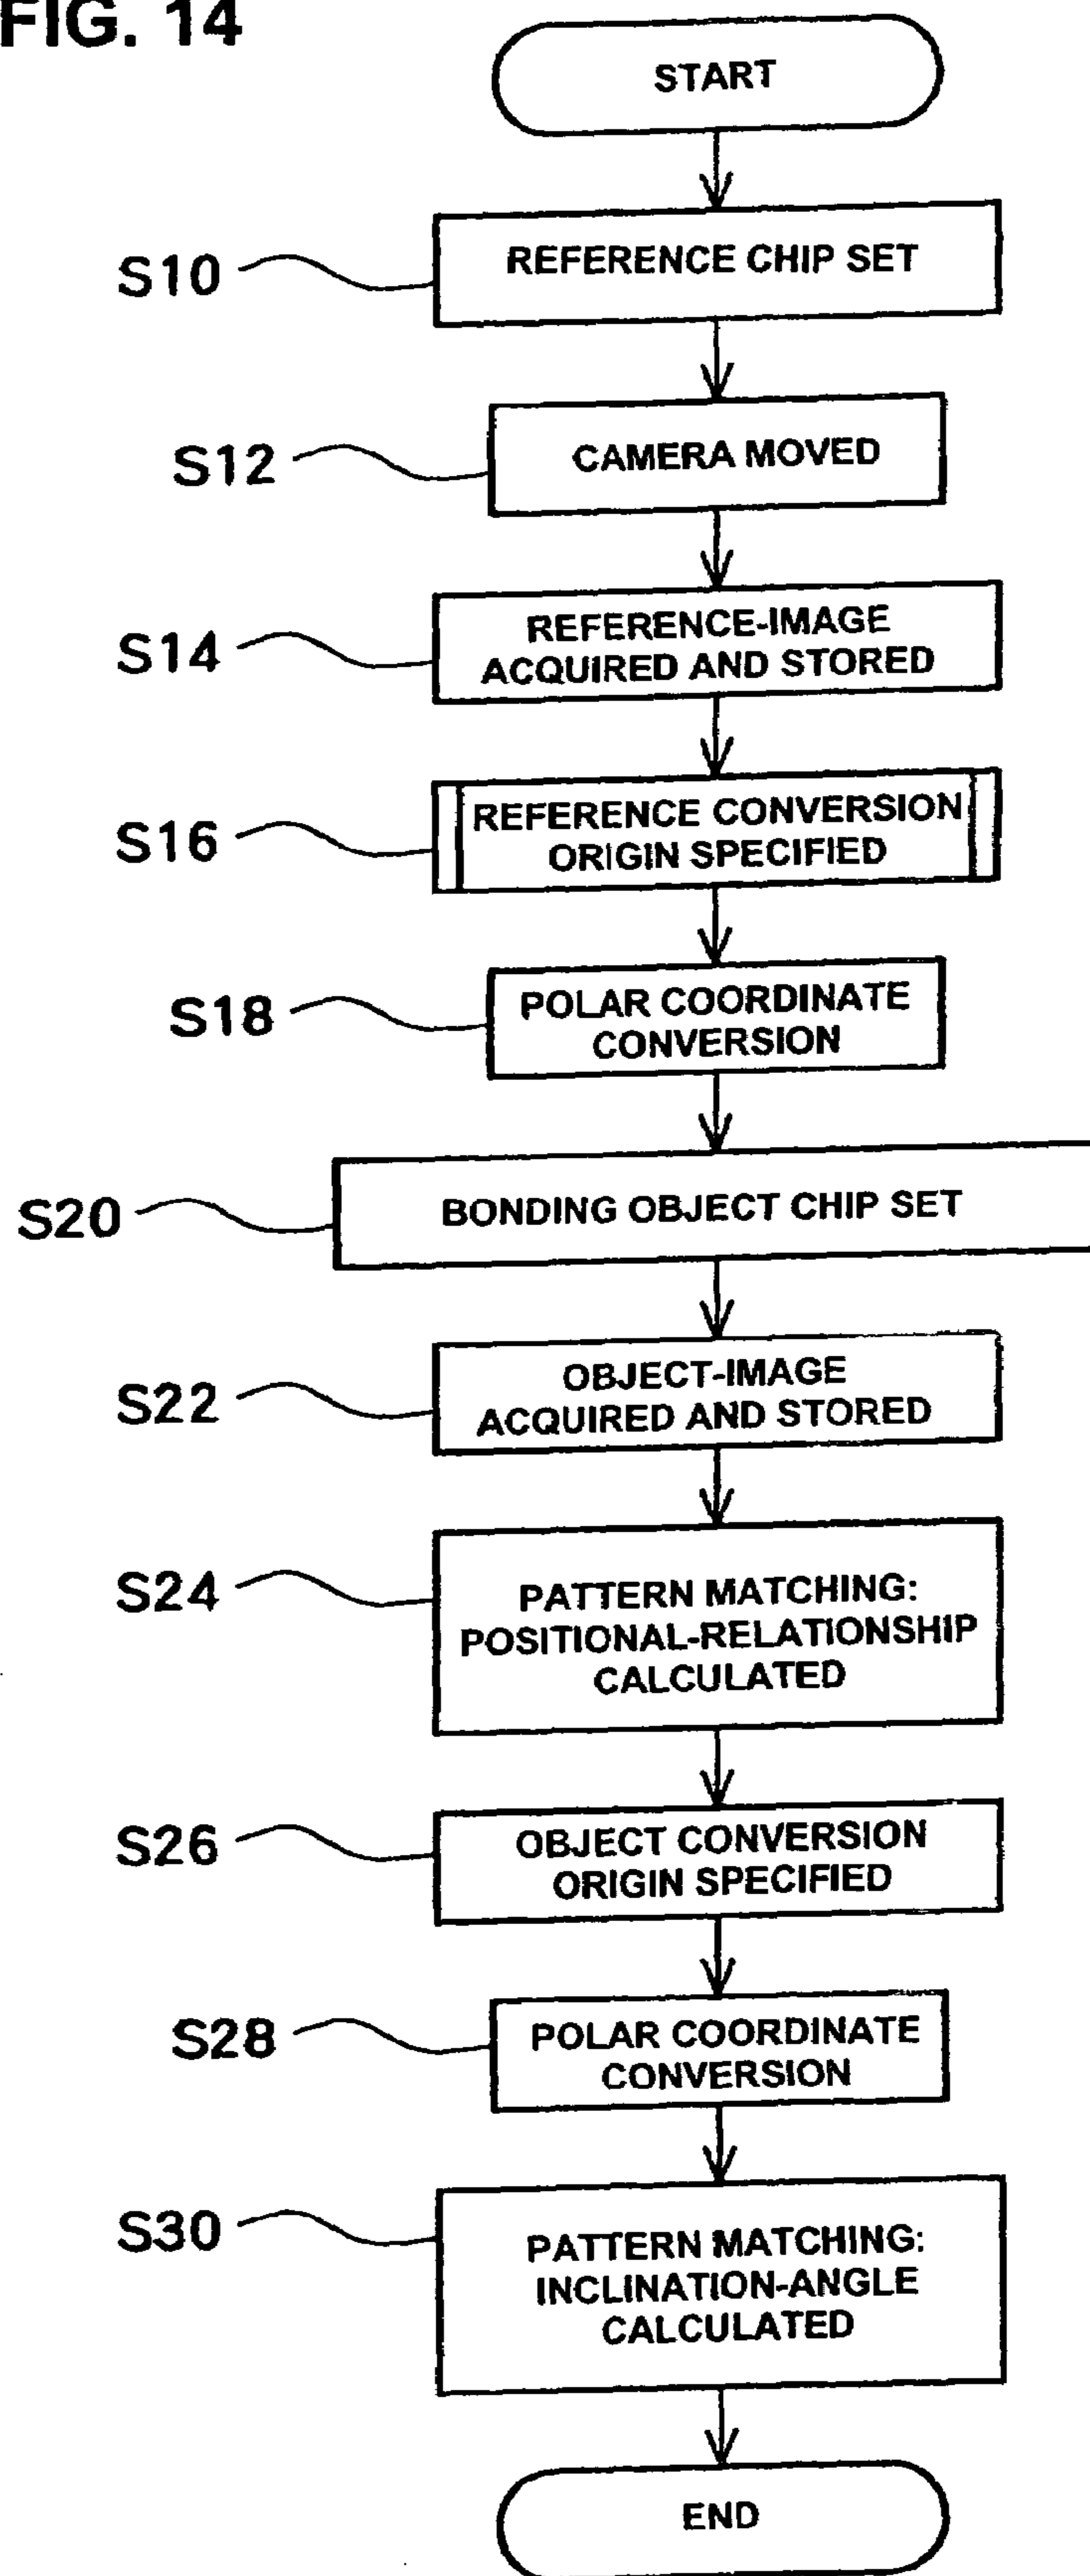 FIG. 14
START
S10
REFERENCE CHIP SET
S12
CAMERA MOVED
S14
REFERENCE-IMAGE
ACQUIRED AND STORED
S16
REFERENCE CONVERSION
ORIGIN SPECIFIED
S18
POLAR COORDINATE
CONVERSION
S20
BONDING OBJECT CHIP SET
S22
OBJECT-IMAGE
ACQUIRED AND STORED
S24
PATTERN MATCHING:
POSITIONAL-RELATIONSHIP
CALCULATED
S26
OBJECT CONVERSION
ORIGIN SPECIFIED
S28
POLAR COORDINATE
CONVERSION
S30
PATTERN MATCHING:
INCLINATION-ANGLE
CALCULATED
END